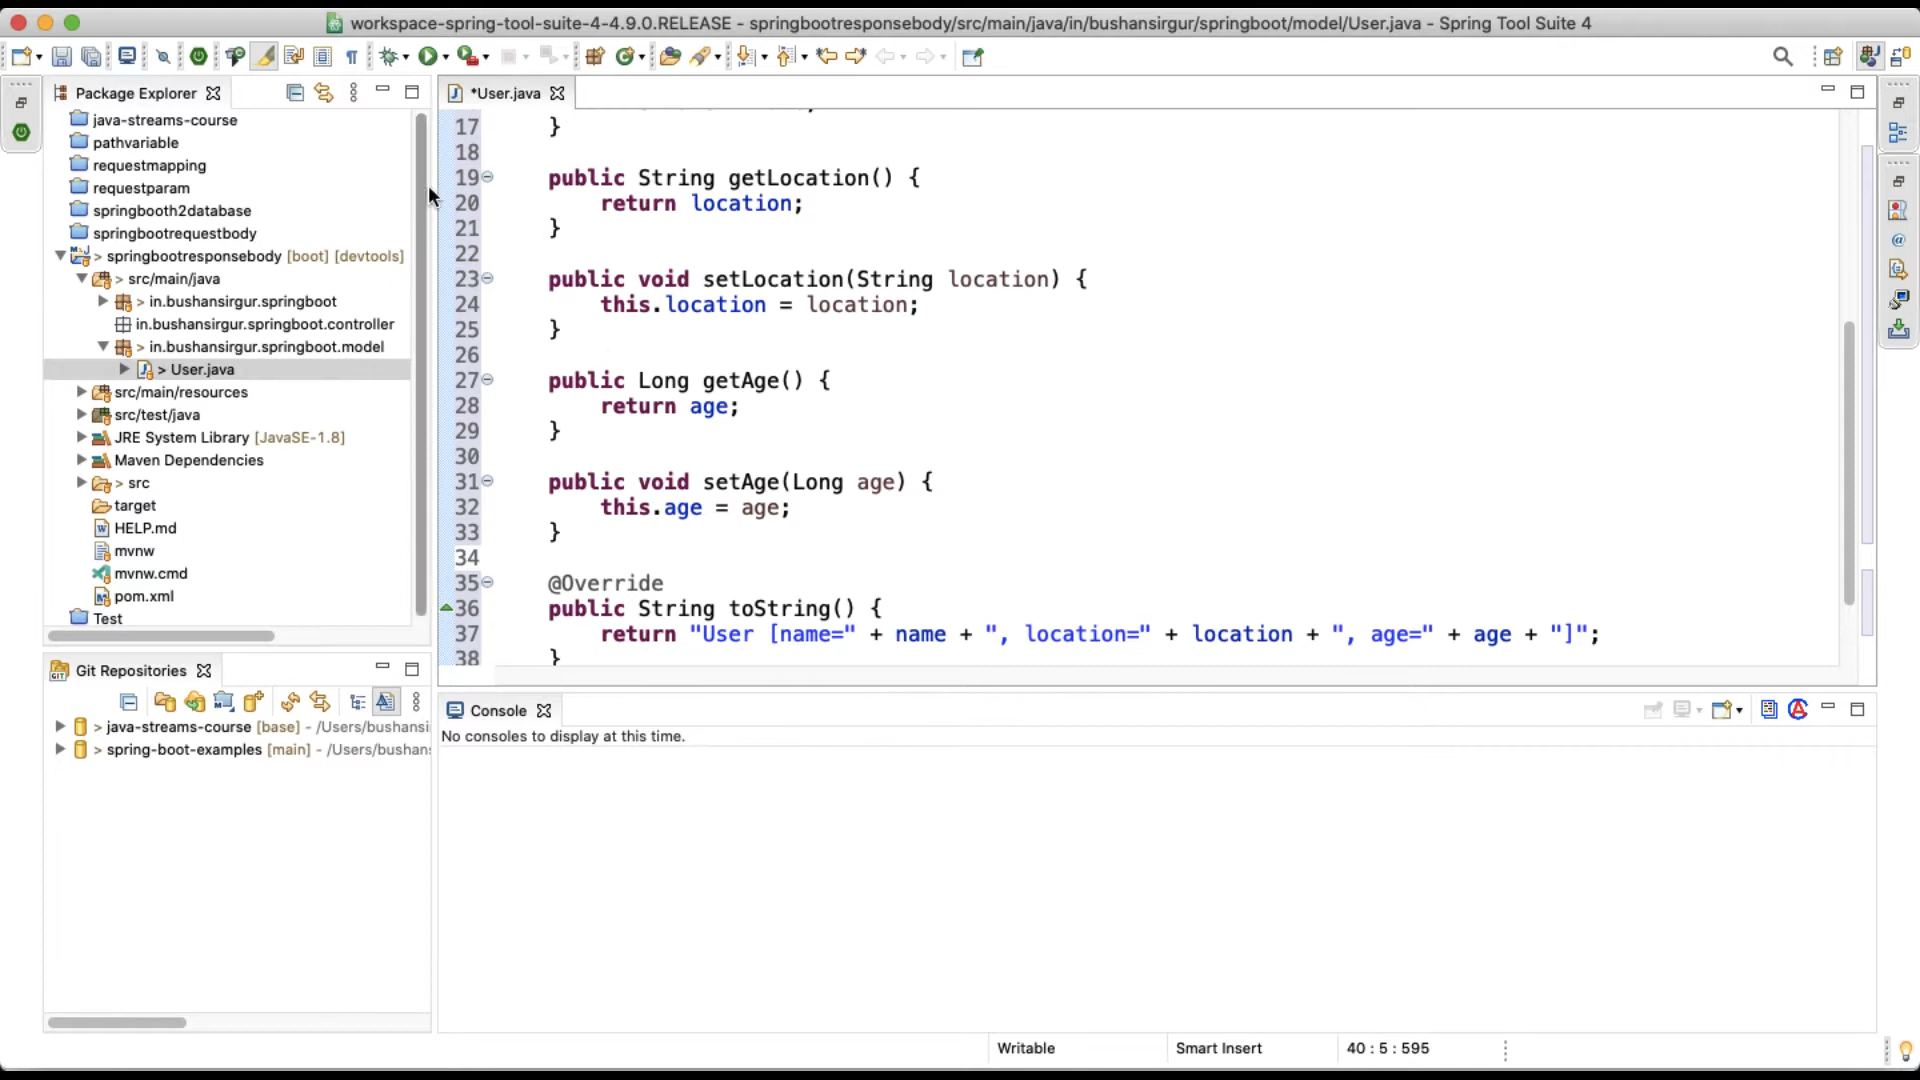 workspace-spring-tool-suite-4-4.9.0.RELEASE - springbootresponsebody/src/main/java/in/bushansirgur/springboot/model/User.java - Spring Tool Suite 4
Package Explorer
java-streams-course
pathvariable
requestmapping
requestparam
springbooth2database
springbootrequestbody
> springbootresponsebody [boot] [devtools]
> src/main/java
> in.bushansirgur.springboot
in.bushansirgur.springboot.controller
> in.bushansirgur.springboot.model
> User.java
src/main/resources
src/test/java
JRE System Library [JavaSE-1.8]
Maven Dependencies
> src
target
HELP.md
mvnw
mvnw.cmd
pom.xml
Test
Git Repositories
> java-streams-course [base] - /Users/bushansi
> spring-boot-examples [main] - /Users/bushans
*User.java
17 }
18
19 public String getLocation() {
20 return location;
21 }
22
23 public void setLocation(String location) {
24 this.location = location;
25 }
26
27 public Long getAge() {
28 return age;
29 }
30
31 public void setAge(Long age) {
32 this.age = age;
33 }
34
35 @Override
36 public String toString() {
37 return "User [name=" + name + ", location=" + location + ", age=" + age + "]";
38 }
Console
No consoles to display at this time.
Writable
Smart Insert
40 : 5 : 595